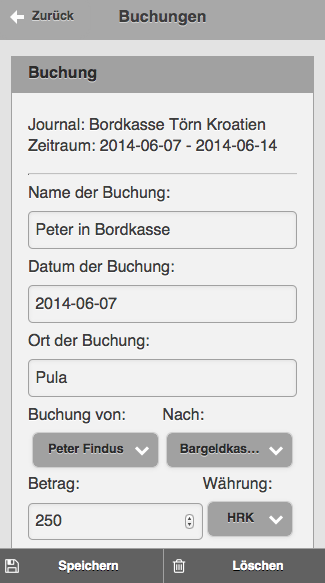 Zurück Buchungen
Buchung
Journal: Bordkasse Törn Kroatien
Zeitraum: 2014-06-07 - 2014-06-14
Name der Buchung:
Peter in Bordkasse
Datum der Buchung:
2014-06-07
Ort der Buchung:
Pula
Buchung von: Nach:
Peter Findus Bargeldkas...
Betrag: Währung:
250 HRK
Speichern Löschen